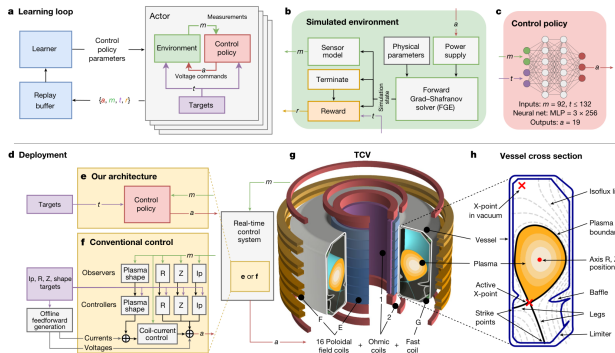 a Learning loop
Learner
Control
policy
parameters
Replay
buffer
{a, m, t, r}
Actor
Measurements
m
Environment
Control
policy
a
Voltage commands
t
Targets
b Simulated environment
a
m
Sensor
model
Physical
parameters
Power
supply
Terminate
Simulation
state
Forward
Grad–Shafranov
solver (FGE)
r
Reward
t
c Control policy
m
t
a
Inputs: m = 92, t ≤ 132
Neural net: MLP = 3 × 256
Outputs: a = 19
d Deployment
e Our architecture
Targets
t
Control
policy
m
a
f Conventional control
m
Ip, R, Z, shape
targets
Observers
Plasma
shape
R
Z
Ip
Controllers
Plasma
shape
R
Z
Ip
Offline
feedforward
generation
Currents
Coil-current
control
a
Voltages
Real-time
control
system
e or f
m
a
g TCV
Vessel
Plasma
F
E
1
2
G
16 Poloidal
field coils
+
Ohmic
coils
+
Fast
coil
h Vessel cross section
X-point
in vacuum
Isoflux li
Plasma
bounda
Axis R, Z
position
Active
X-point
Baffle
Strike
points
Legs
Limiter